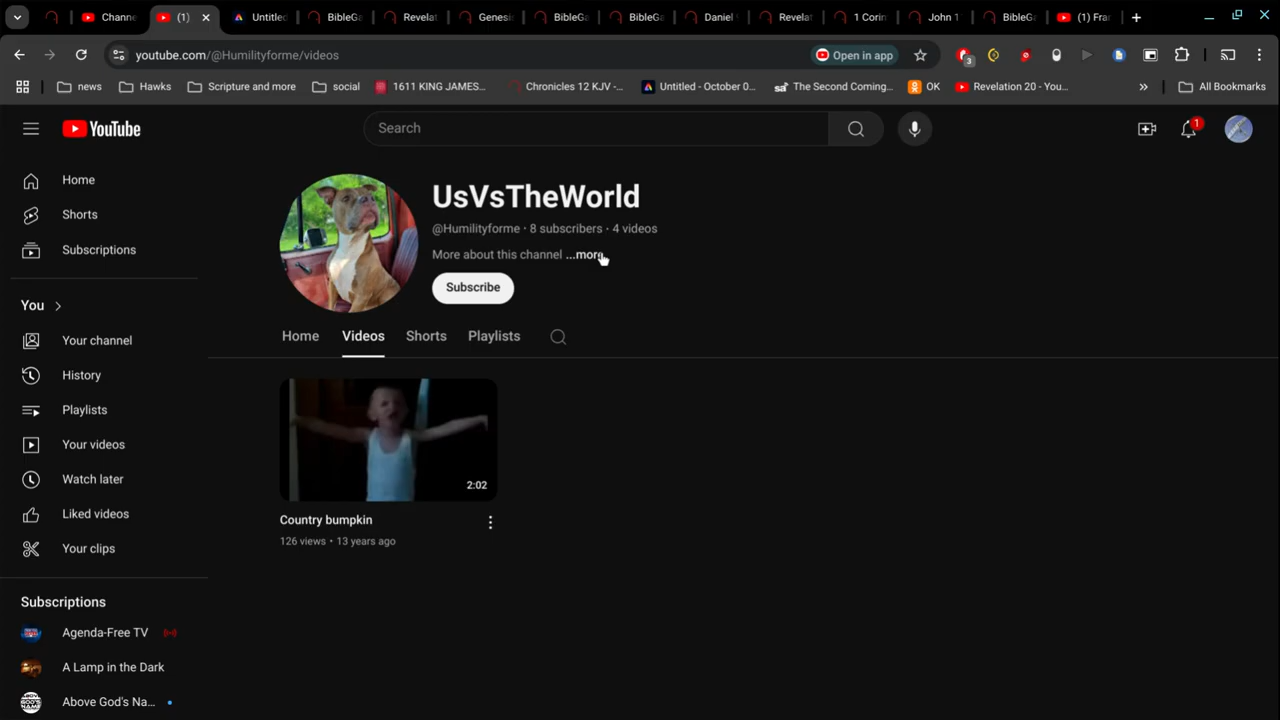 Channe
(1)
Untitled
BibleGa
Revelat
Genesi
BibleGa
BibleGa
Daniel
Revelat
1 Corin
John 1
BibleGa
(1) Fra
youtube.com/@Humilityforme/videos
Open in app
3
news
Hawks
Scripture and more
social
1611 KING JAMES...
Chronicles 12 KJV -...
Untitled - October 0...
The Second Coming...
OK
Revelation 20 - You...
All Bookmarks
YouTube
Search
1
Home
Shorts
Subscriptions
You
Your channel
History
Playlists
Your videos
Watch later
Liked videos
Your clips
Subscriptions
Agenda-Free TV
A Lamp in the Dark
Above God's Na...
UsVsTheWorld
@Humilityforme • 8 subscribers • 4 videos
More about this channel ...more
Subscribe
Home
Videos
Shorts
Playlists
2:02
Country bumpkin
126 views • 13 years ago